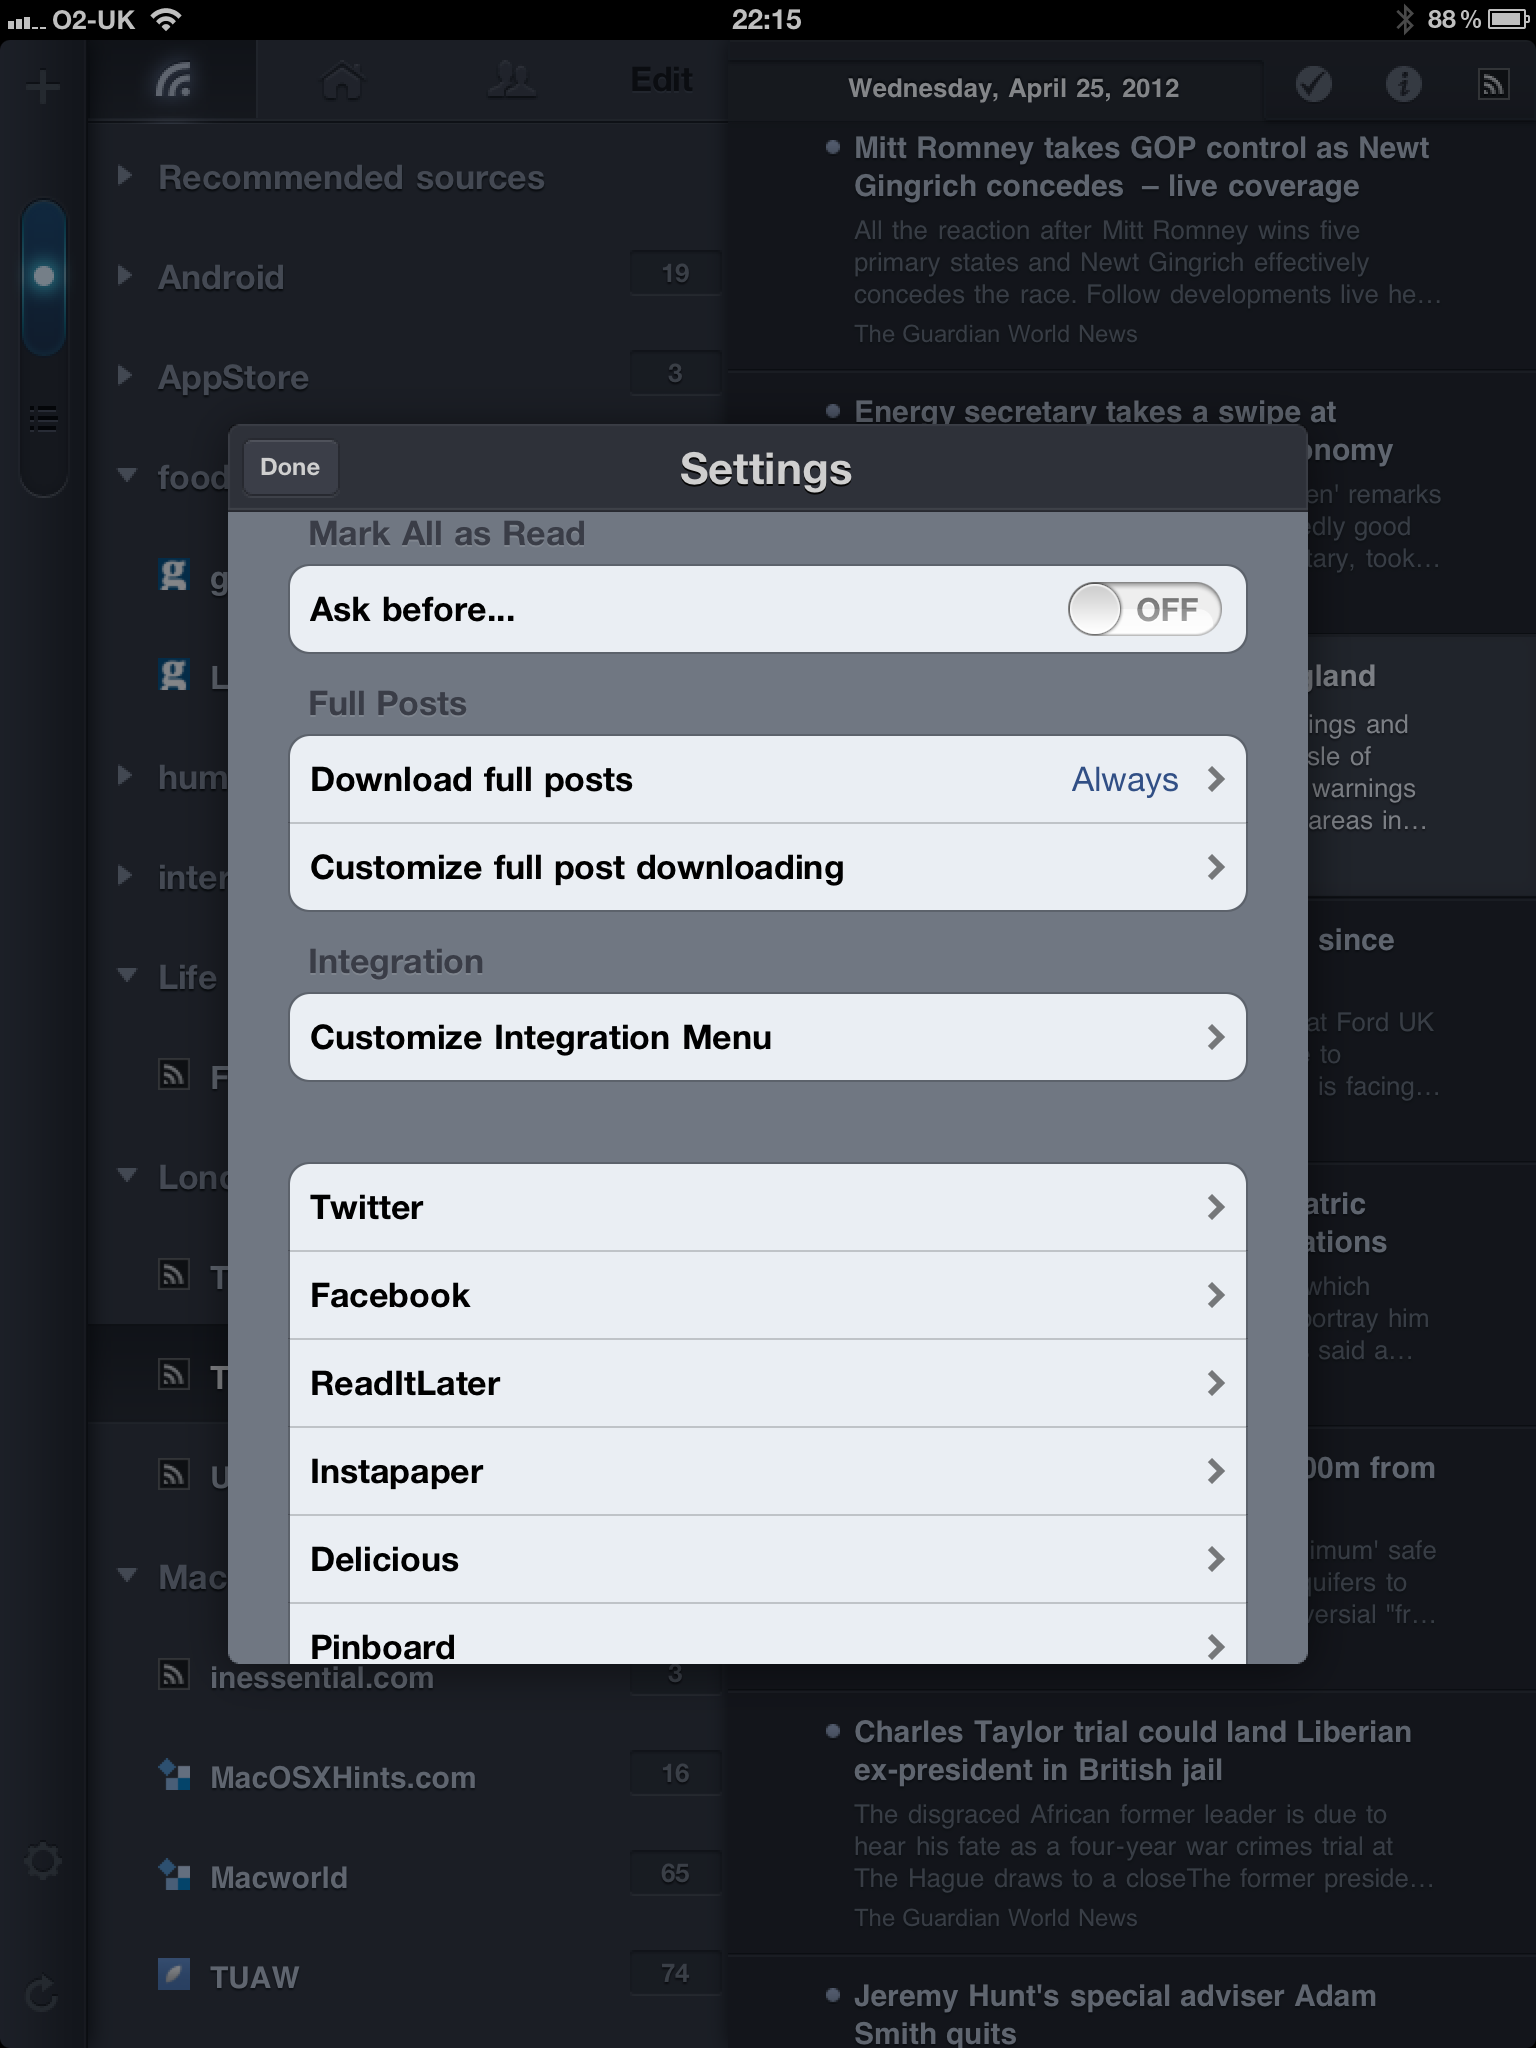 O2-UK
22:15
88 %
Edit
Wednesday, April 25, 2012
Recommended sources
Android
19
AppStore
3
food
g
g
g
L
hum
inter
Life
F
Lond
T
T
U
Mac
inessential.com
3
MacOSXHints.com
16
Macworld
65
TUAW
74
Done
Settings
Mark All as Read
Ask before...
OFF
Full Posts
Download full posts
Always
Customize full post downloading
Integration
Customize Integration Menu
Twitter
Facebook
ReadItLater
Instapaper
Delicious
Pinboard
Mitt Romney takes GOP control as Newt
Gingrich concedes – live coverage
All the reaction after Mitt Romney wins five
primary states and Newt Gingrich effectively
concedes the race. Follow developments live he…
The Guardian World News
Energy secretary takes a swipe at
onomy
en' remarks
edly good
tary, took…
gland
ings and
sle of
warnings
areas in…
since
at Ford UK
to
is facing…
atric
ations
which
portray him
said a…
00m from
imum' safe
quifers to
versial "fr…
Charles Taylor trial could land Liberian
ex-president in British jail
The disgraced African former leader is due to
hear his fate as a four-year war crimes trial at
The Hague draws to a closeThe former preside…
The Guardian World News
Jeremy Hunt's special adviser Adam
Smith quits